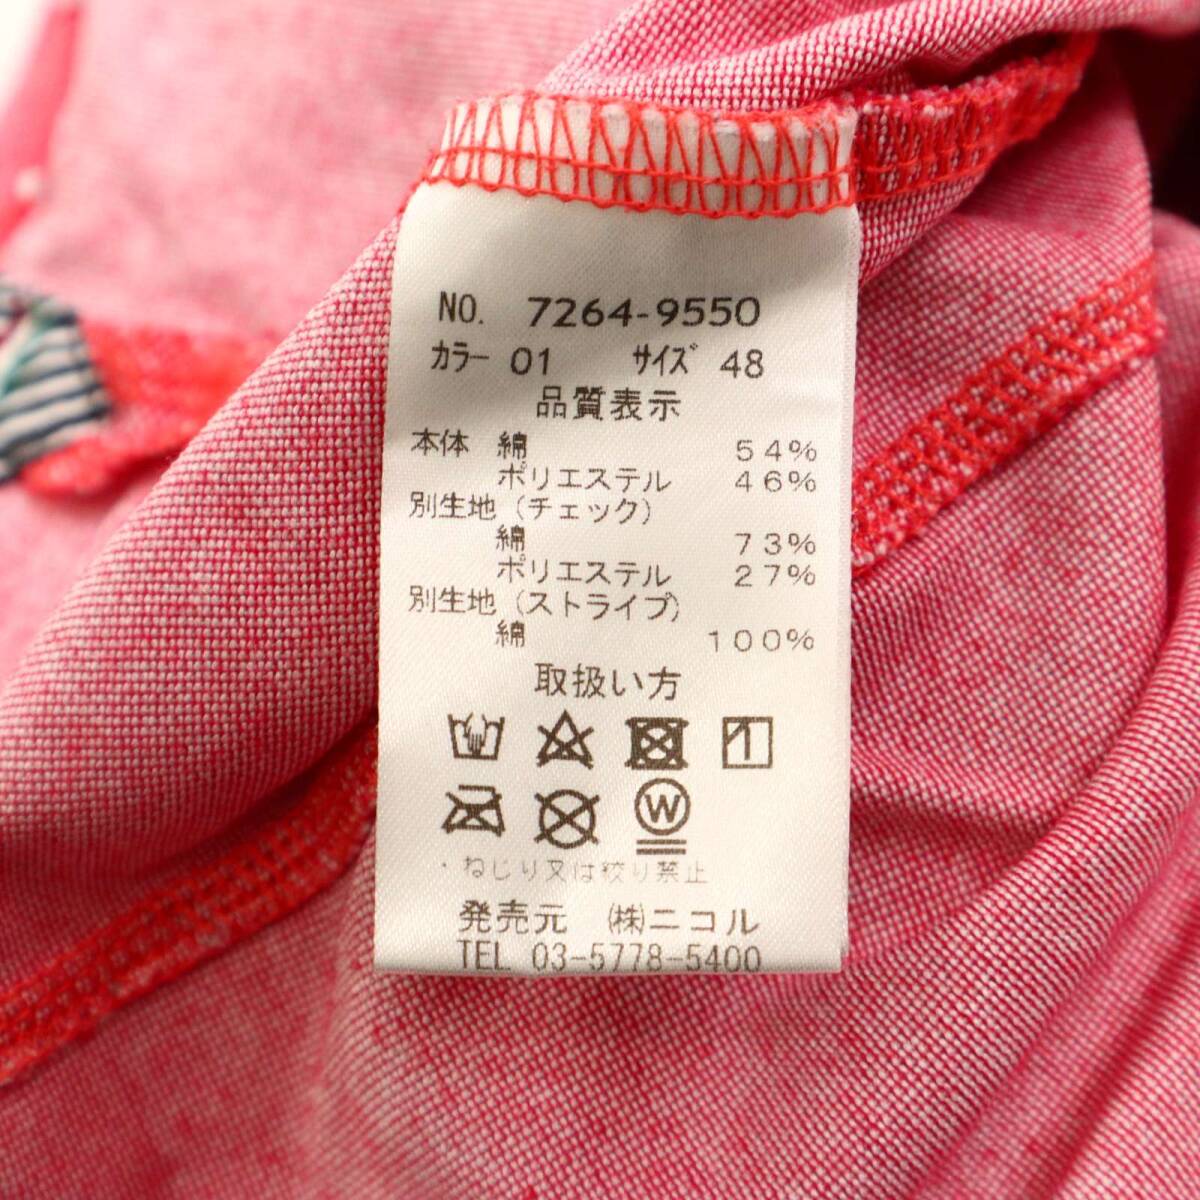 NO. 7264-9550
カラー 01 サイズ 48
品質表示
本体 綿 54%
ポリエステル 46%
別生地(チェック)
綿 73%
ポリエステル 27%
別生地(ストライプ)
綿 100%
取扱い方
W
・ねじり又は絞り禁止
発売元 (株)ニコル
TEL 03-5778-5400